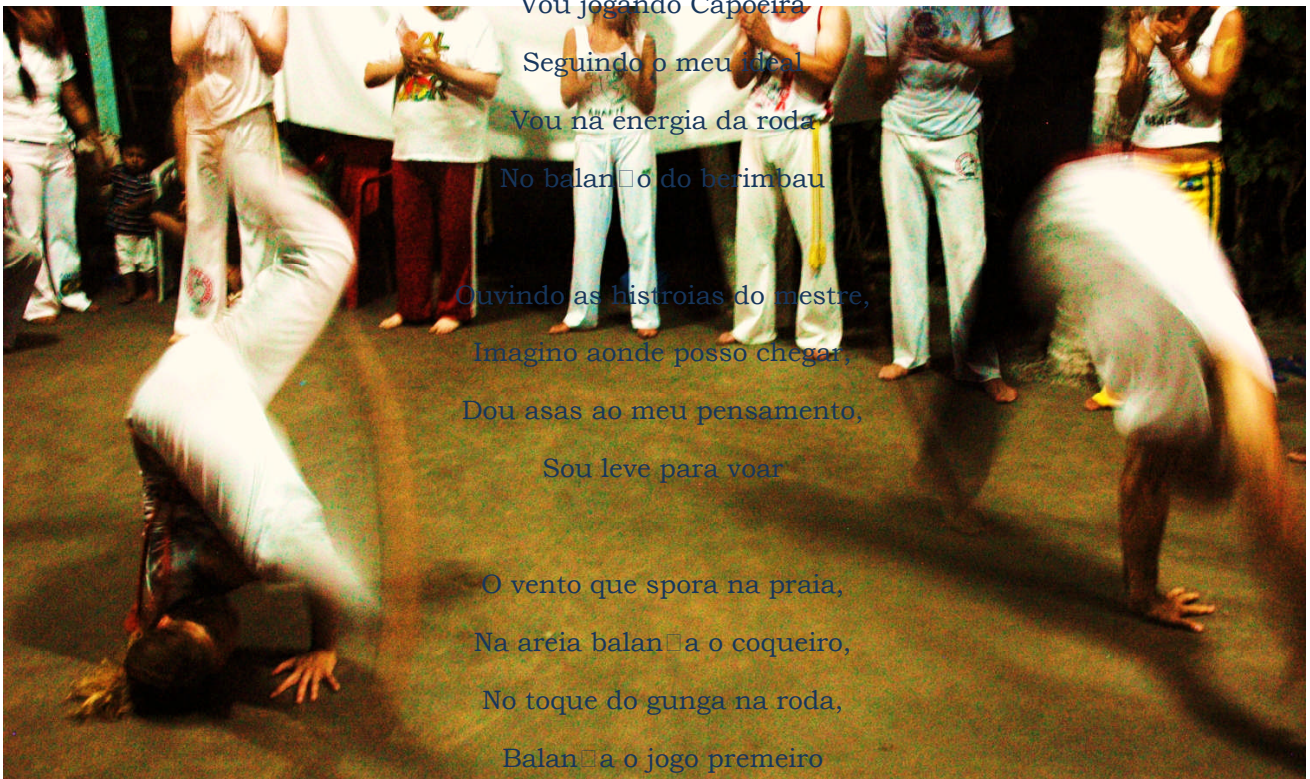 Vou jogando Capoeira
Seguindo o meu ideal
Vou na energia da roda
No balan□o do berimbau
Ouvindo as histroias do mestre,
Imagino aonde posso chegar,
Dou asas ao meu pensamento,
Sou leve para voar
O vento que spora na praia,
Na areia balan□a o coqueiro,
No toque do gunga na roda,
Balan□a o jogo premeiro